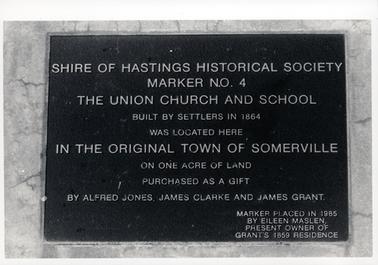 SHIRE OF HASTINGS HISTORICAL SOCIETY
MARKER NO. 4
THE UNION CHURCH AND SCHOOL
BUILT BY SETTLERS IN 1864
WAS LOCATED HERE
IN THE ORIGINAL TOWN OF SOMERVILLE
ON ONE ACRE OF LAND
PURCHASED AS A GIFT
BY ALFRED JONES, JAMES CLARKE AND JAMES GRANT.
MARKER PLACED IN 1985
BY EILEEN MASLEN,
PRESENT OWNER OF
GRANT'S 1859 RESIDENCE